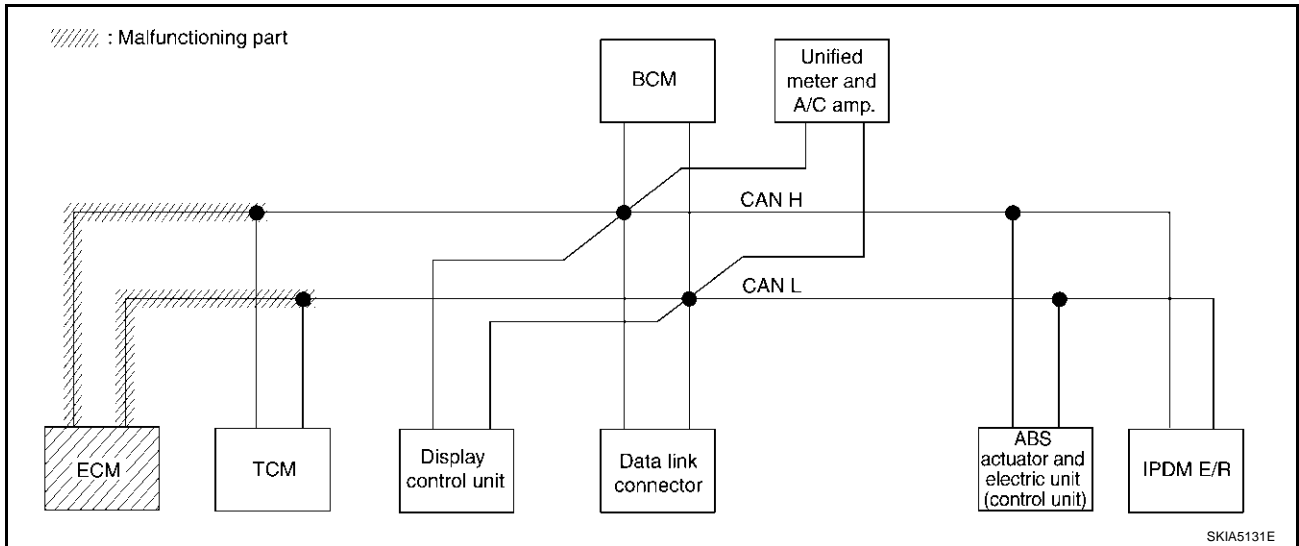 : Malfunctioning part
BCM
Unified
meter and
A/C amp.
CAN H
CAN L
ECM
TCM
Display
control unit
Data link
connector
ABS
actuator and
electric unit
(control unit)
IPDM E/R
SKIA5131E